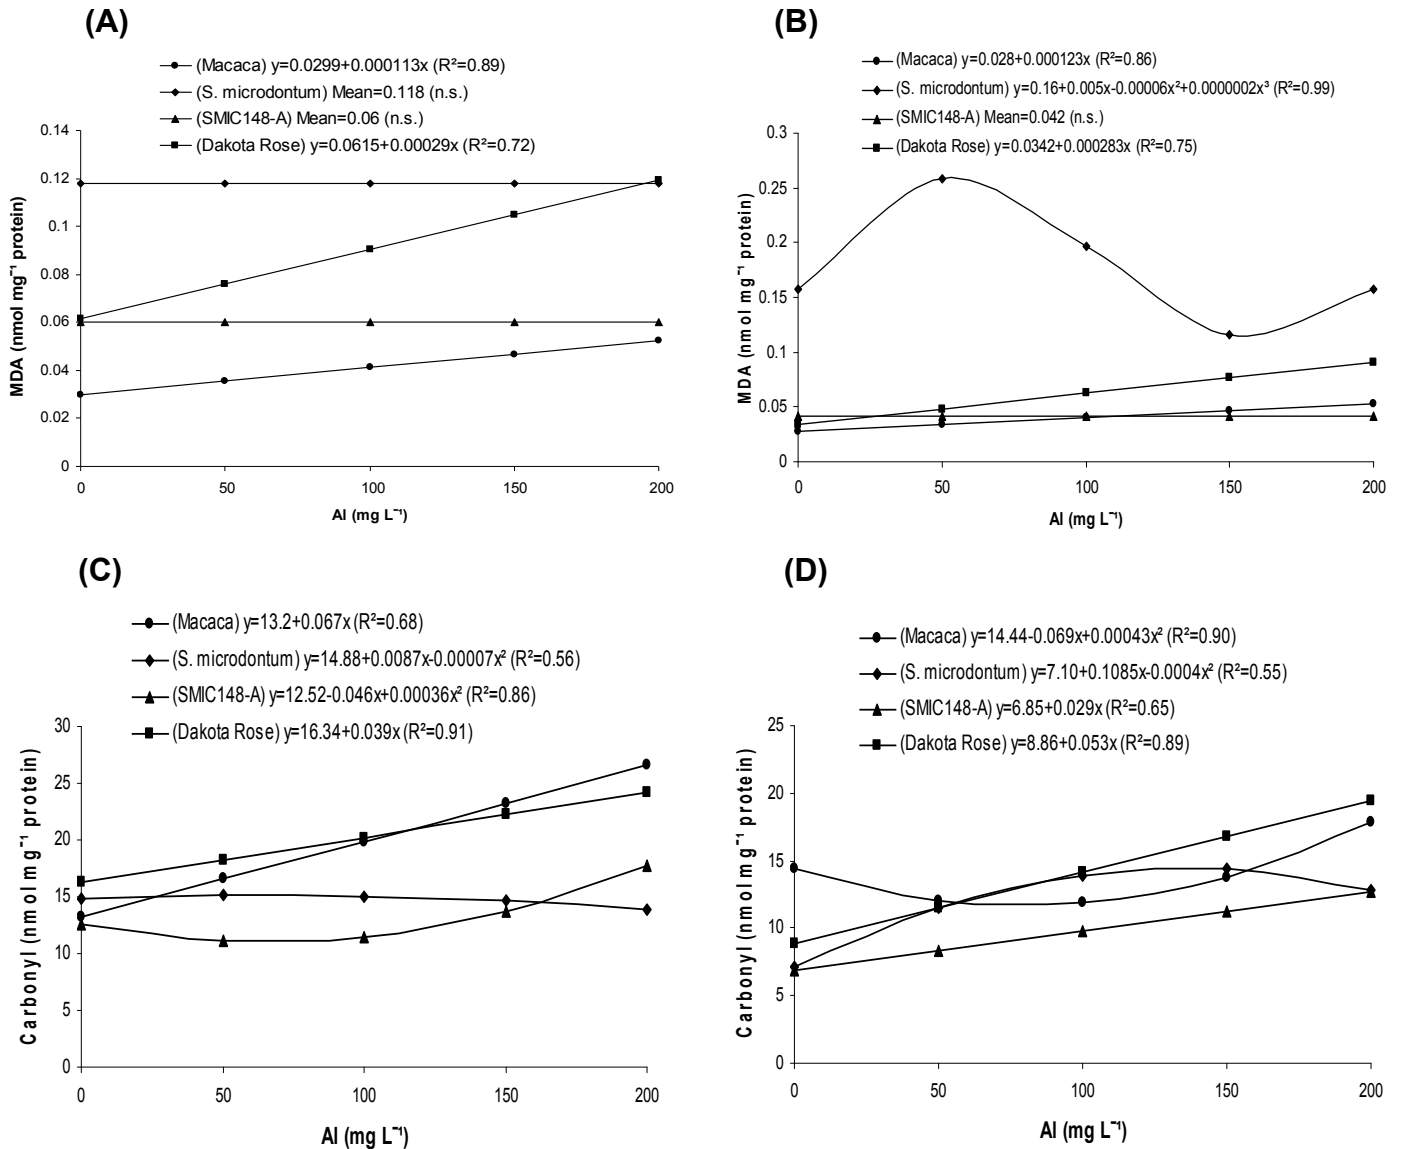 (A)
(Macaca) y=0.0299+0.000113x (R²=0.89)
(S. microdontum) Mean=0.118 (n.s.)
(SMIC148-A) Mean=0.06 (n.s.)
(Dakota Rose) y=0.0615+0.00029x (R²=0.72)
0.14
0.12
0.1
0.08
0.06
0.04
0.02
0
MDA (nmol mg⁻¹ protein)
0 50 100 150 200
Al (mg L⁻¹)
(B)
(Macaca) y=0.028+0.000123x (R²=0.86)
(S. microdontum) y=0.16+0.005x-0.00006x²+0.0000002x³ (R²=0.99)
(SMIC148-A) Mean=0.042 (n.s.)
(Dakota Rose) y=0.0342+0.000283x (R²=0.75)
0.3
0.25
0.2
0.15
0.1
0.05
0
MDA (nmol mg⁻¹ protein)
0 50 100 150 200
Al (mg L⁻¹)
(C)
(Macaca) y=13.2+0.067x (R²=0.68)
(S. microdontum) y=14.88+0.0087x-0.00007x² (R²=0.56)
(SMIC148-A) y=12.52-0.046x+0.00036x² (R²=0.86)
(Dakota Rose) y=16.34+0.039x (R²=0.91)
30
25
20
15
10
5
0
Carbonyl (nmol mg⁻¹ protein)
0 50 100 150 200
Al (mg L⁻¹)
(D)
(Macaca) y=14.44-0.069x+0.00043x² (R²=0.90)
(S. microdontum) y=7.10+0.1085x-0.0004x² (R²=0.55)
(SMIC148-A) y=6.85+0.029x (R²=0.65)
(Dakota Rose) y=8.86+0.053x (R²=0.89)
25
20
15
10
5
0
Carbonyl (nmol mg⁻¹ protein)
0 50 100 150 200
Al (mg L⁻¹)